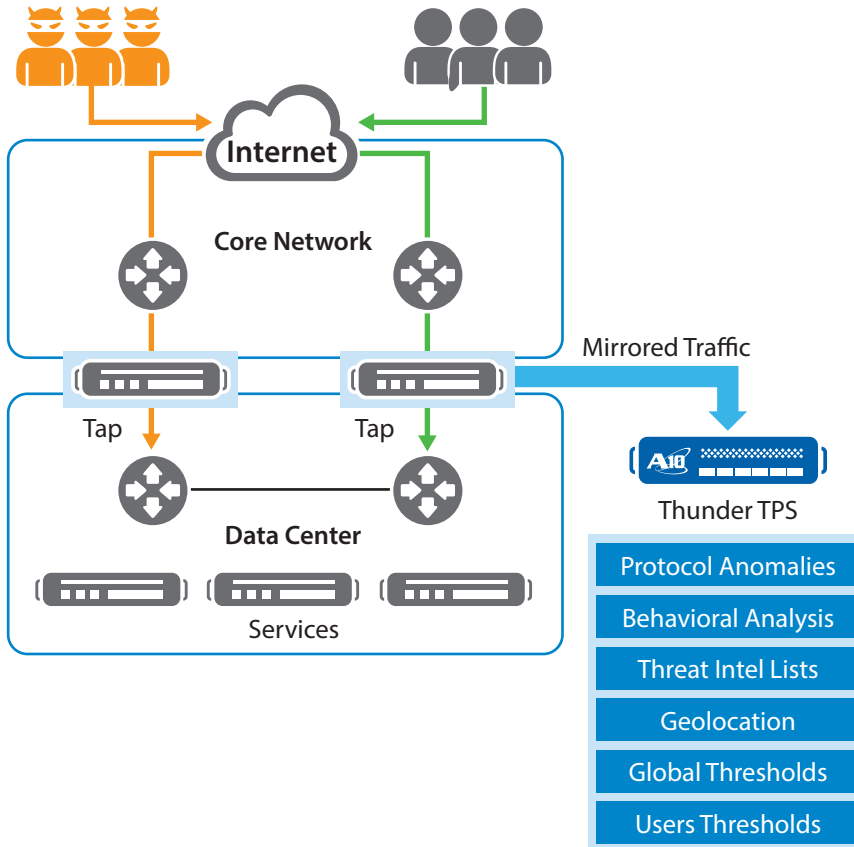 Internet
Core Network
Mirrored Traffic
Tap
Tap
A10
Thunder TPS
Data Center
Services
Protocol Anomalies
Behavioral Analysis
Threat Intel Lists
Geolocation
Global Thresholds
Users Thresholds